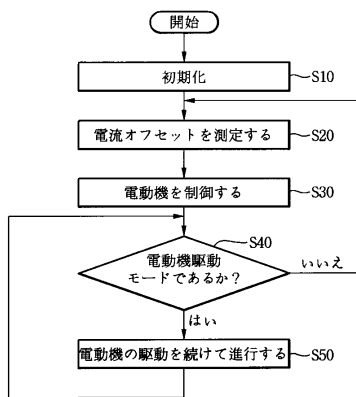 開始
初期化
S10
電流オフセットを測定する
S20
電動機を制御する
S30
S40
電動機駆動
モードであるか?
いいえ
はい
電動機の駆動を続けて進行する
S50